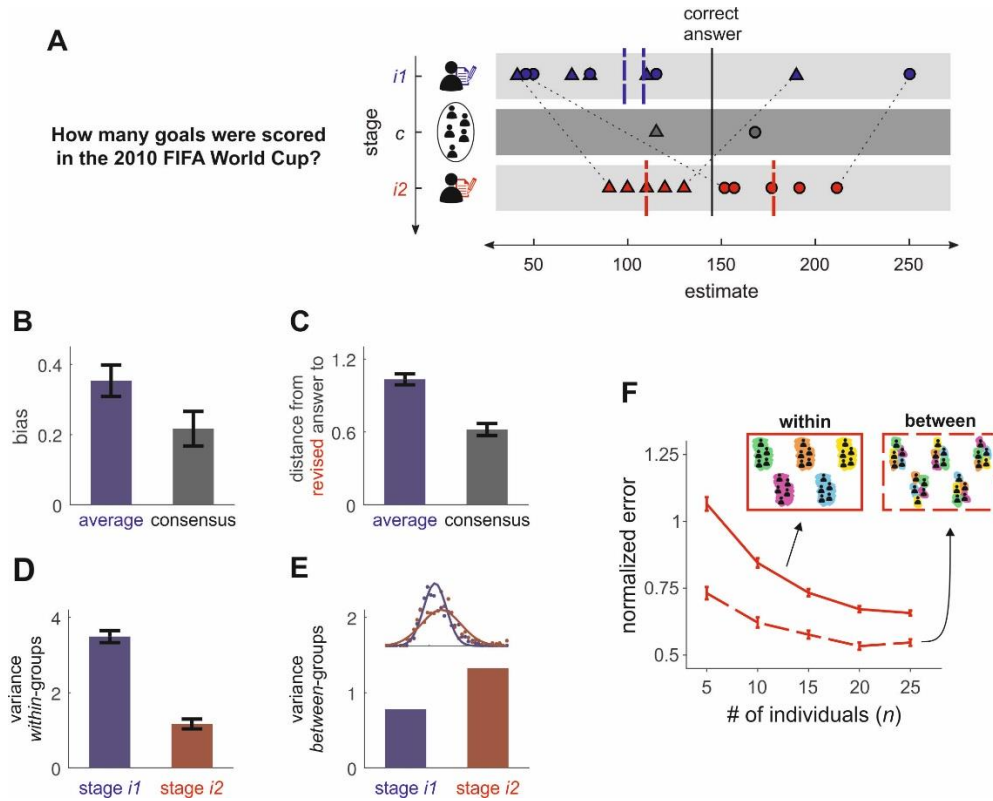 A
correct
answer
How many goals were scored
in the 2010 FIFA World Cup?
stage
i1
c
i2
50
100
150
200
250
estimate
B
bias
0.4
0.2
0
average
consensus
C
distance from
revised answer to
1.2
0.6
0
average
consensus
D
variance
within-groups
4
2
0
stage i1
stage i2
E
variance
between-groups
2
1
0
stage i1
stage i2
F
within
between
normalized error
1.25
1
0.75
0.5
5
10
15
20
25
# of individuals (n)